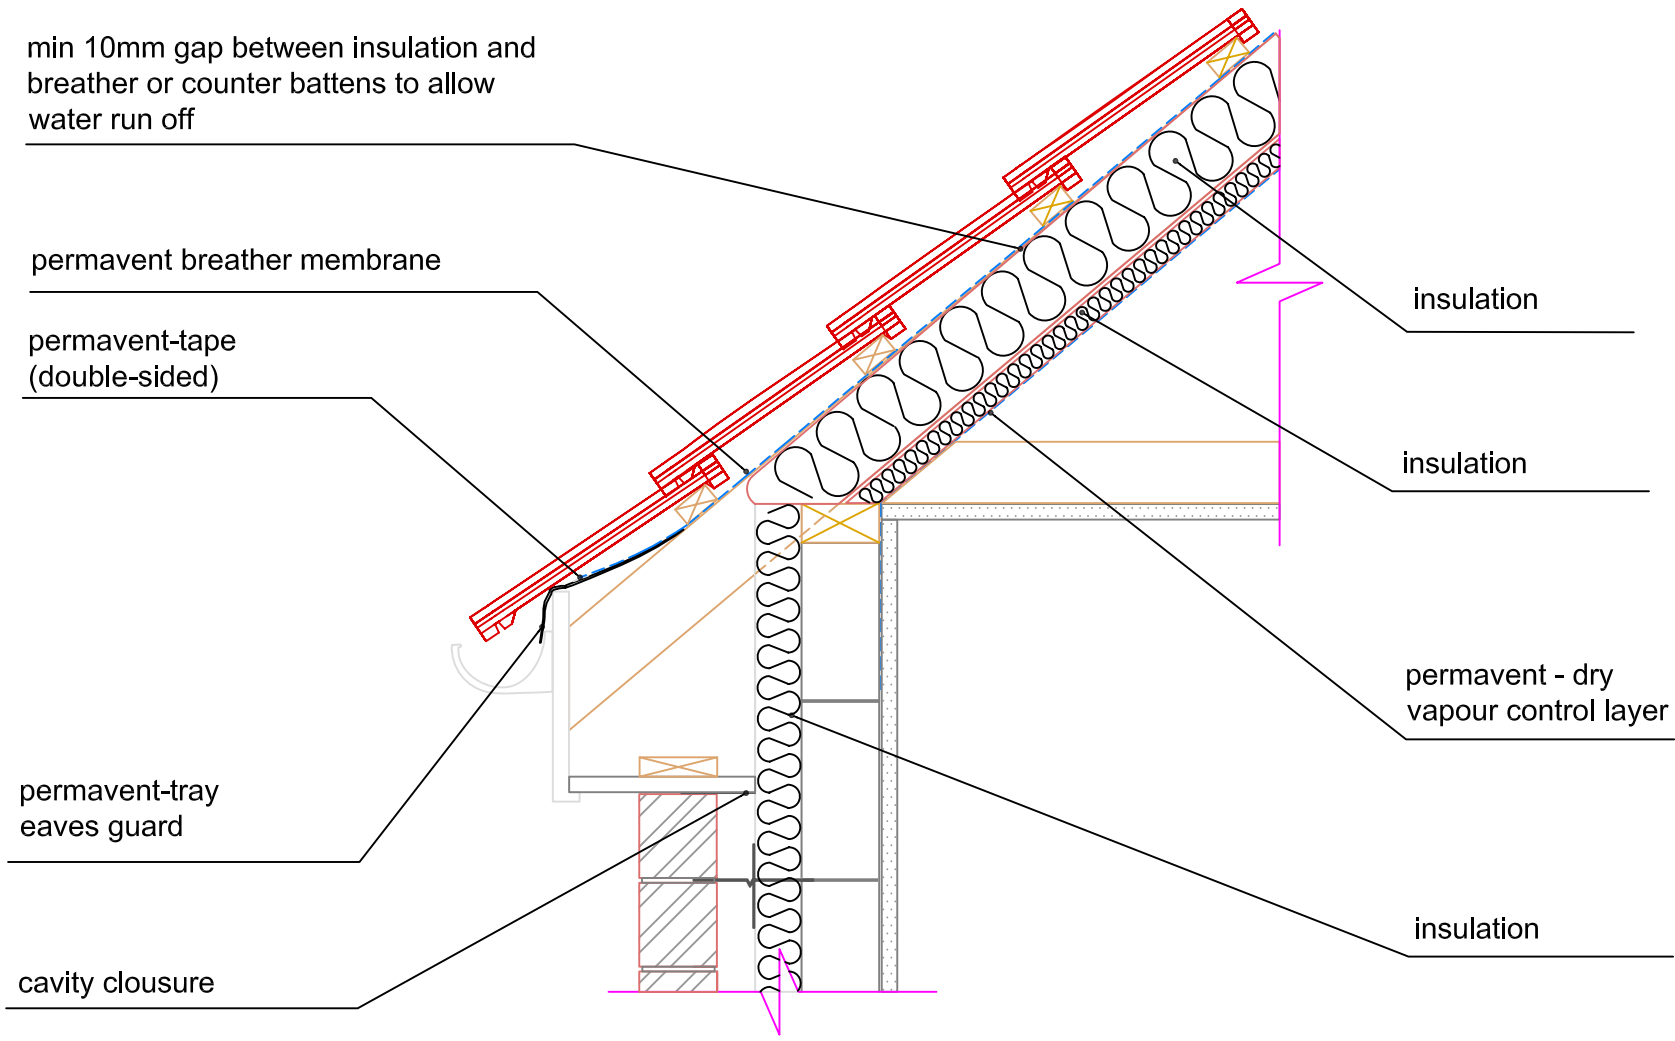 min 10mm gap between insulation and
breather or counter battens to allow
water run off
permavent breather membrane
permavent-tape
(double-sided)
permavent-tray
eaves guard
cavity clousure
insulation
insulation
permavent - dry
vapour control layer
insulation